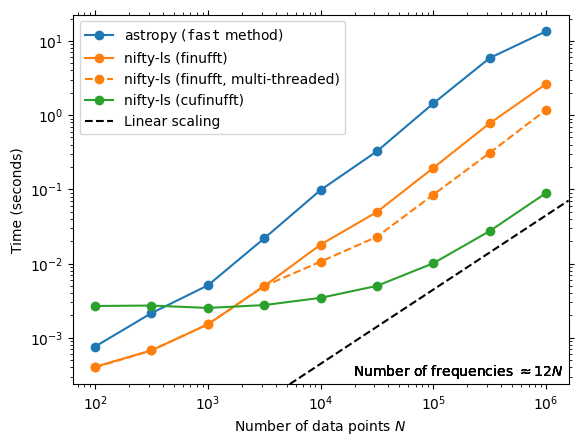 astropy (fast method)
nifty-ls (finufft)
nifty-ls (finufft, multi-threaded)
nifty-ls (cufinufft)
Linear scaling
10¹
10⁰
10⁻¹
10⁻²
10⁻³
Time (seconds)
Number of frequencies ≈12N
10²
10³
10⁴
10⁵
10⁶
Number of data points N